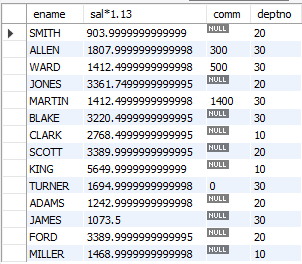 ename sal*1.13 comm deptno
SMITH 903.9999999999999 NULL 20
ALLEN 1807.9999999999998 300 30
WARD 1412.4999999999998 500 30
JONES 3361.7499999999995 NULL 20
MARTIN 1412.4999999999998 1400 30
BLAKE 3220.4999999999995 NULL 30
CLARK 2768.4999999999995 NULL 10
SCOTT 3389.9999999999995 NULL 20
KING 5649.999999999999 NULL 10
TURNER 1694.9999999999998 0 30
ADAMS 1242.9999999999998 NULL 20
JAMES 1073.5 NULL 30
FORD 3389.9999999999995 NULL 20
MILLER 1468.9999999999998 NULL 10